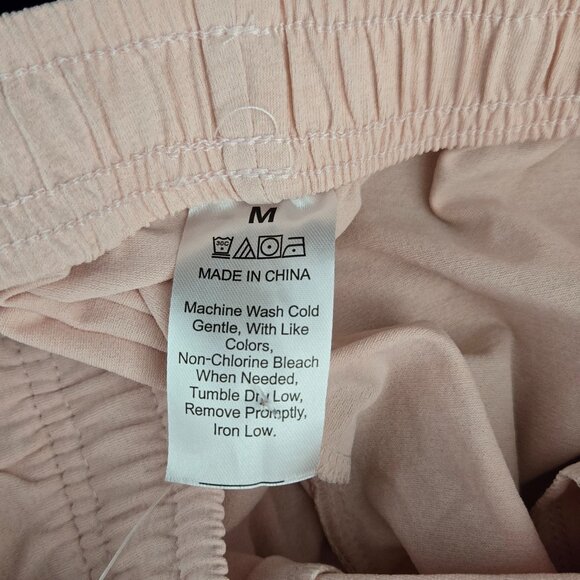 M
30C
MADE IN CHINA
Machine Wash Cold
Gentle, With Like
Colors,
Non-Chlorine Bleach
When Needed,
Tumble Dry Low,
Remove Promptly,
Iron Low.